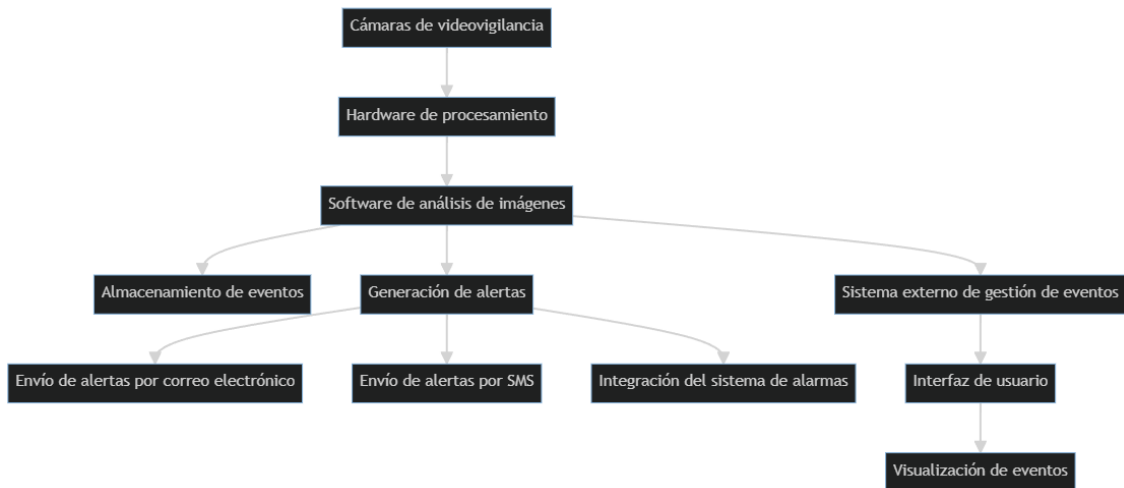 Cámaras de videovigilancia
Hardware de procesamiento
Software de análisis de imágenes
Almacenamiento de eventos
Generación de alertas
Sistema externo de gestión de eventos
Envío de alertas por correo electrónico
Envío de alertas por SMS
Integración del sistema de alarmas
Interfaz de usuario
Visualización de eventos